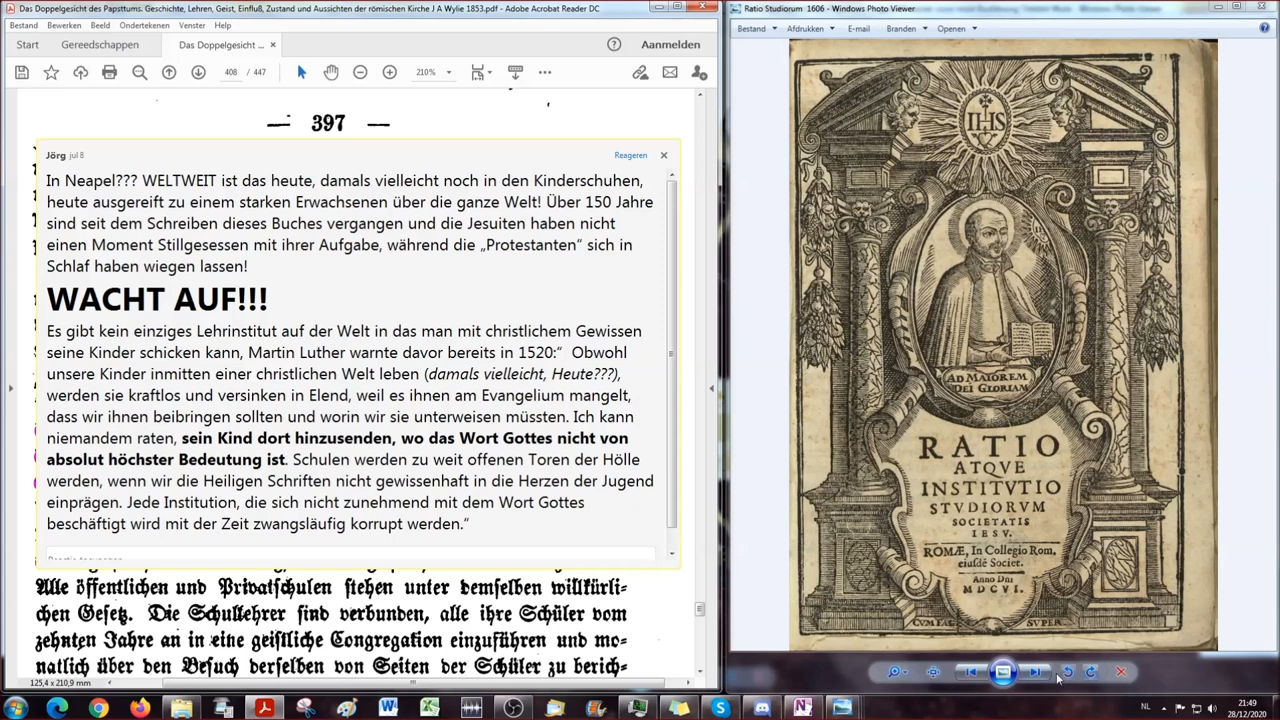 Das Doppelgesicht des Papsttums. Geschichte, Lehren, Geist, Einfluß, Zustand und Aussichten der römischen Kirche J A Wylie 1853.pdf - Adobe Acrobat Reader DC
Bestand Bewerken Beeld Ondertekenen Venster Help
Start Gereedschappen Das Doppelgesicht ... × Anmelden
408 / 447 210%
— 397 —
Jörg jul 8 Reageren
In Neapel??? WELTWEIT ist das heute, damals vielleicht noch in den Kinderschuhen,
heute ausgereift zu einem starken Erwachsenen über die ganze Welt! Über 150 Jahre
sind seit dem Schreiben dieses Buches vergangen und die Jesuiten haben nicht
einen Moment Stillgesessen mit ihrer Aufgabe, während die „Protestanten“ sich in
Schlaf haben wiegen lassen!
WACHT AUF!!!
Es gibt kein einziges Lehrinstitut auf der Welt in das man mit christlichem Gewissen
seine Kinder schicken kann, Martin Luther warnte davor bereits in 1520:“ Obwohl
unsere Kinder inmitten einer christlichen Welt leben (damals vielleicht, Heute???),
werden sie kraftlos und versinken in Elend, weil es ihnen am Evangelium mangelt,
dass wir ihnen beibringen sollten und worin wir sie unterweisen müssten. Ich kann
niemandem raten, sein Kind dort hinzusenden, wo das Wort Gottes nicht von
absolut höchster Bedeutung ist. Schulen werden zu weit offenen Toren der Hölle
werden, wenn wir die Heiligen Schriften nicht gewissenhaft in die Herzen der Jugend
einprägen. Jede Institution, die sich nicht zunehmend mit dem Wort Gottes
beschäftigt wird mit der Zeit zwangsläufig korrupt werden.“
Alle öffentlichen und Privatschulen stehen unter demselben willkürli-
chen Gesetz. Die Schullehrer sind verbunden, alle ihre Schüler vom
zehnten Jahre an in eine geistliche Congregation einzuführen und mo-
natlich über den Besuch derselben von Seiten der Schüler zu berich-
125,4 x 210,9 mm
Ratio Studiorum 1606 - Windows Photo Viewer
Bestand Afdrukken E-mail Branden Openen
IHS
AD MAIOREM
DEI GLORIAM
RATIO
ATQVE
INSTITVTIO
STVDIORVM
SOCIETATIS
IESV.
ROMÆ, In Collegio Rom.
eiusdē Societ.
Anno Dni
MDCVI.
SUPER
NL 21:49
28/12/2020